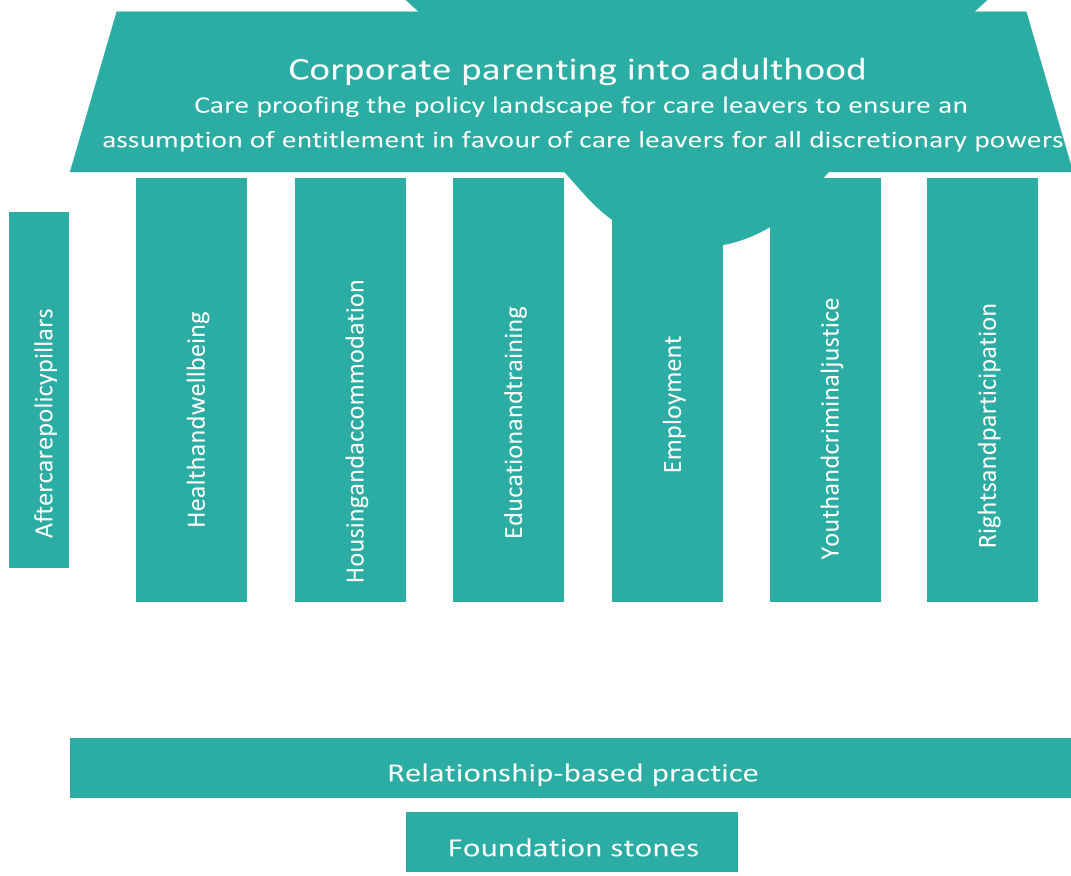 Corporate parenting into adulthood
Care proofing the policy landscape for care leavers to ensure an
assumption of entitlement in favour of care leavers for all discretionary powers
Aftercarepolicypillars
Healthandwellbeing
Housingandaccommodation
Educationandtraining
Employment
Youthandcriminaljustice
Rightsandparticipation
Relationship-based practice
Foundation stones